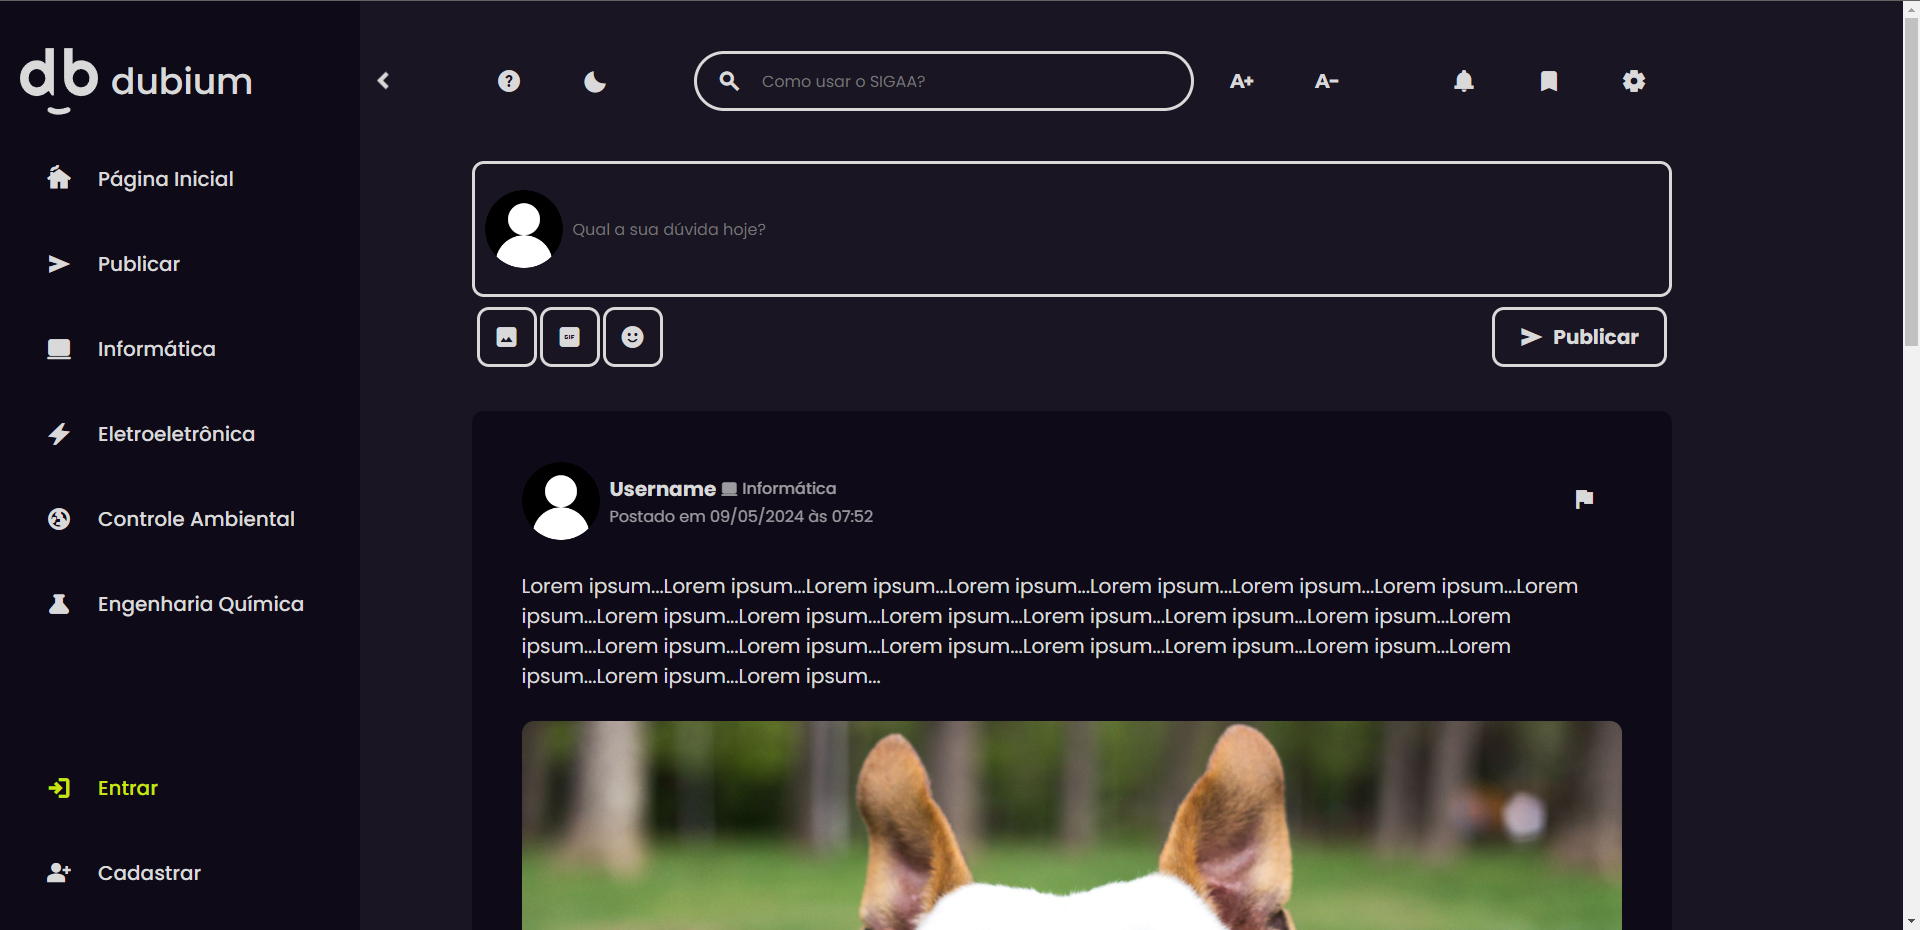 db dubium
Página Inicial
Publicar
Informática
Eletroeletrônica
Controle Ambiental
Engenharia Química
Entrar
Cadastrar
?
Como usar o SIGAA?
A+
A-
Qual a sua dúvida hoje?
GIF
Publicar
Username Informática
Postado em 09/05/2024 às 07:52
Lorem ipsum...Lorem ipsum...Lorem ipsum...Lorem ipsum...Lorem ipsum...Lorem ipsum...Lorem ipsum...Lorem
ipsum...Lorem ipsum...Lorem ipsum...Lorem ipsum...Lorem ipsum...Lorem ipsum...Lorem ipsum...Lorem
ipsum...Lorem ipsum...Lorem ipsum...Lorem ipsum...Lorem ipsum...Lorem ipsum...Lorem ipsum...Lorem
ipsum...Lorem ipsum...Lorem ipsum...